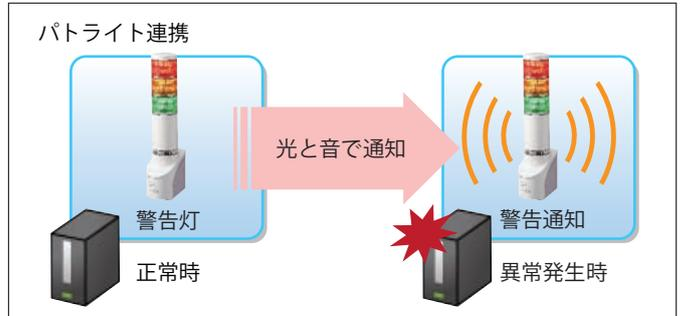 パトライト連携
光と音で通知
警告灯
警告通知
正常時
異常発生時